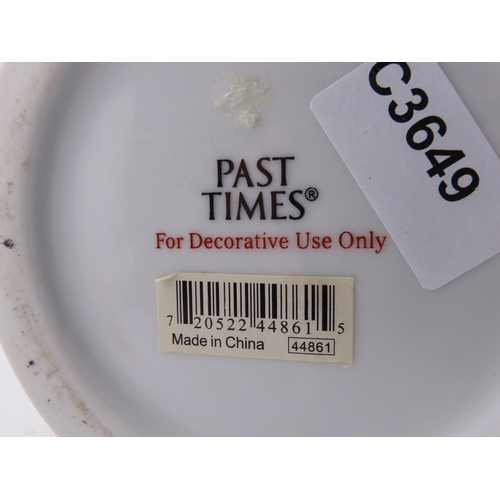 C3649
PAST
TIMES®
For Decorative Use Only
7 20522 44861 5
Made in China 44861